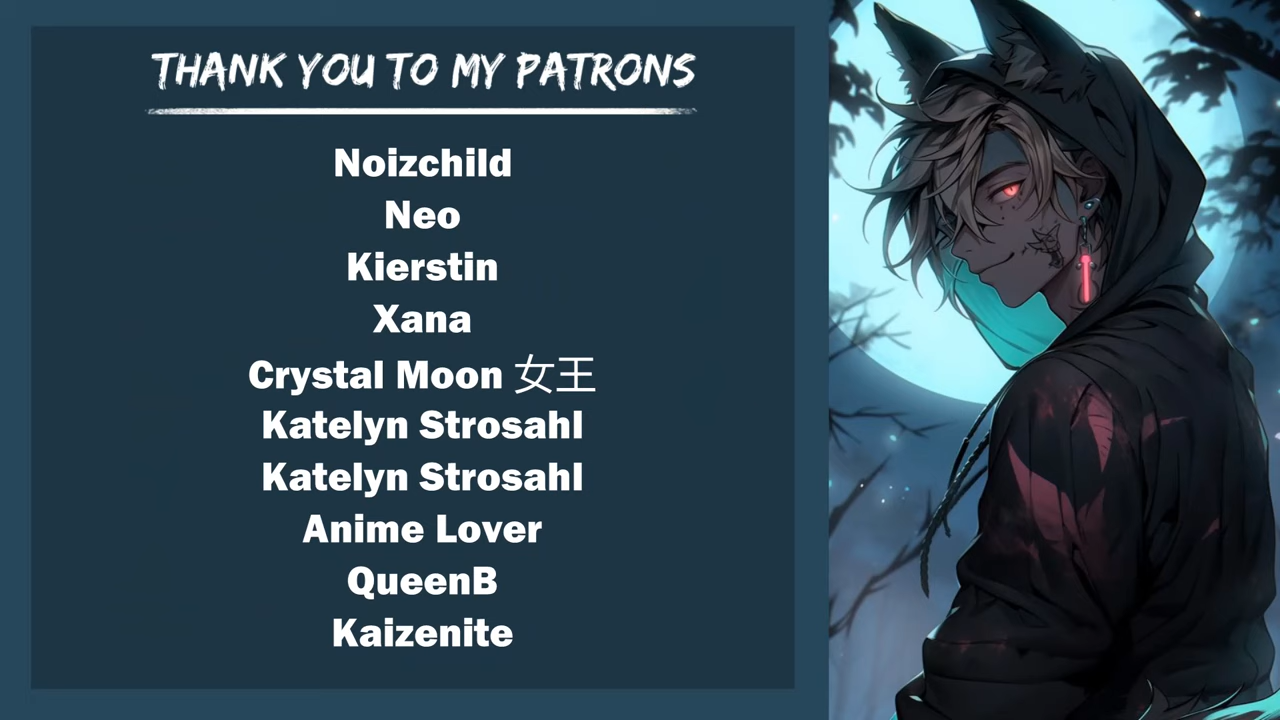 THANK YOU TO MY PATRONS
Noizchild
Neo
Kierstin
Xana
Crystal Moon 女王
Katelyn Strosahl
Katelyn Strosahl
Anime Lover
QueenB
Kaizenite